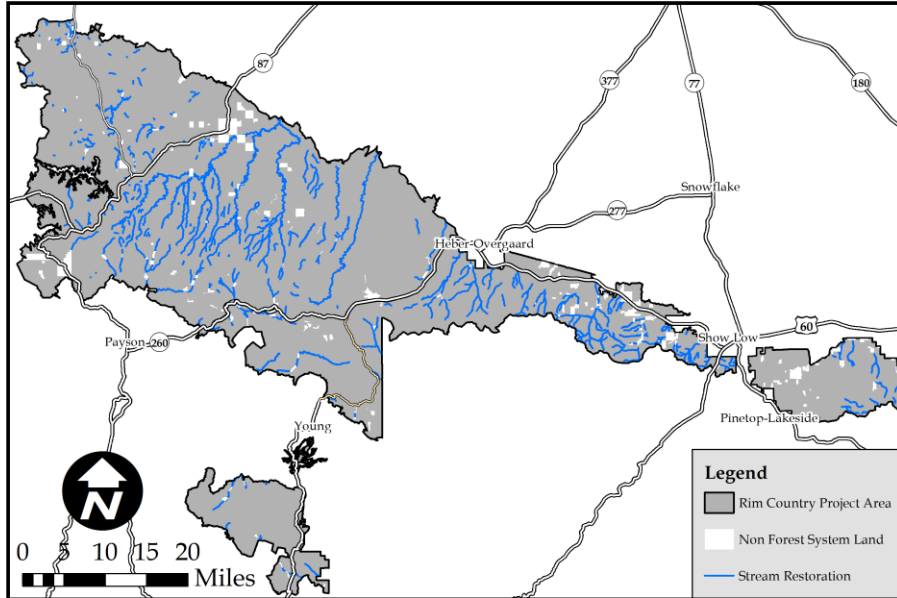 87
377
77
180
Snowflake
277
Heber-Overgaard
60
Show Low
Payson
260
Pinetop-Lakeside
Young
N
0 5 10 15 20
Miles
Legend
Rim Country Project Area
Non Forest System Land
Stream Restoration